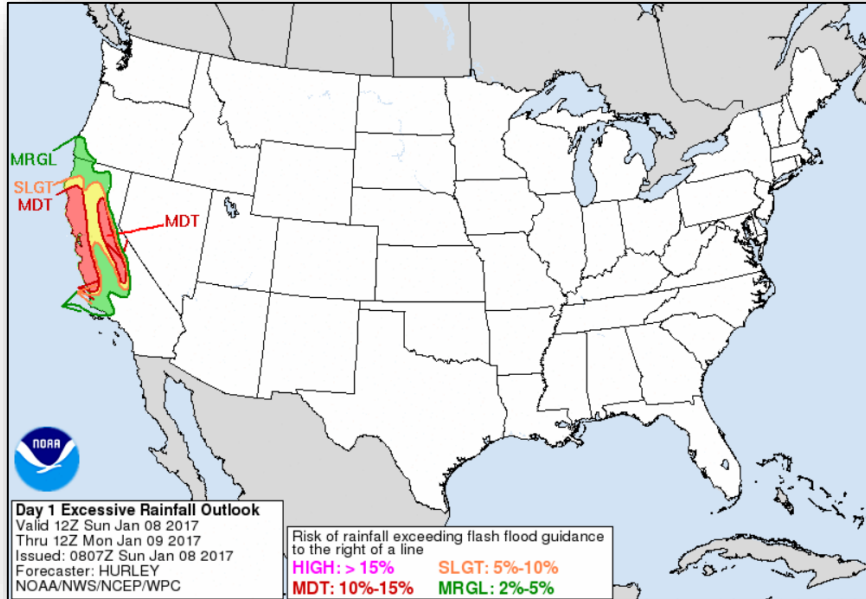 MRGL
SLGT
MDT
MDT
NOAA
Day 1 Excessive Rainfall Outlook
Valid 12Z Sun Jan 08 2017
Thru 12Z Mon Jan 09 2017
Issued: 0807Z Sun Jan 08 2017
Forecaster: HURLEY
NOAA/NWS/NCEP/WPC
Risk of rainfall exceeding flash flood guidance
to the right of a line
HIGH: > 15% SLGT: 5%-10%
MDT: 10%-15% MRGL: 2%-5%